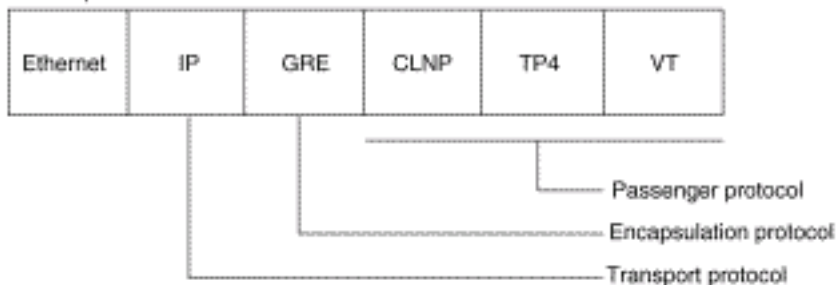 Ethernet IP GRE CLNP TP4 VT
Passenger protocol
Encapsulation protocol
Transport protocol